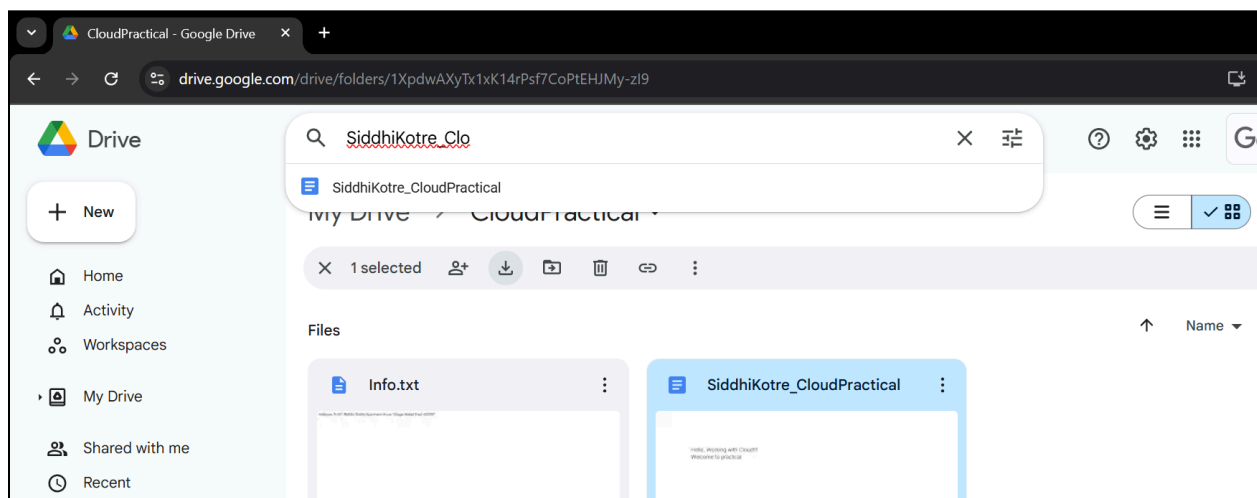 CloudPractical - Google Drive
drive.google.com/drive/folders/1XpdwAXyTx1xK14rPsf7CoPtEHJMy-zI9
Drive
SiddhiKotre_Clo
SiddhiKotre_CloudPractical
New
My Drive > CloudPractical
1 selected
Home
Activity
Workspaces
My Drive
Shared with me
Recent
Files
Name
Info.txt
SiddhiKotre_CloudPractical
Hello, Working with Cloud!!!
Welcome to practical